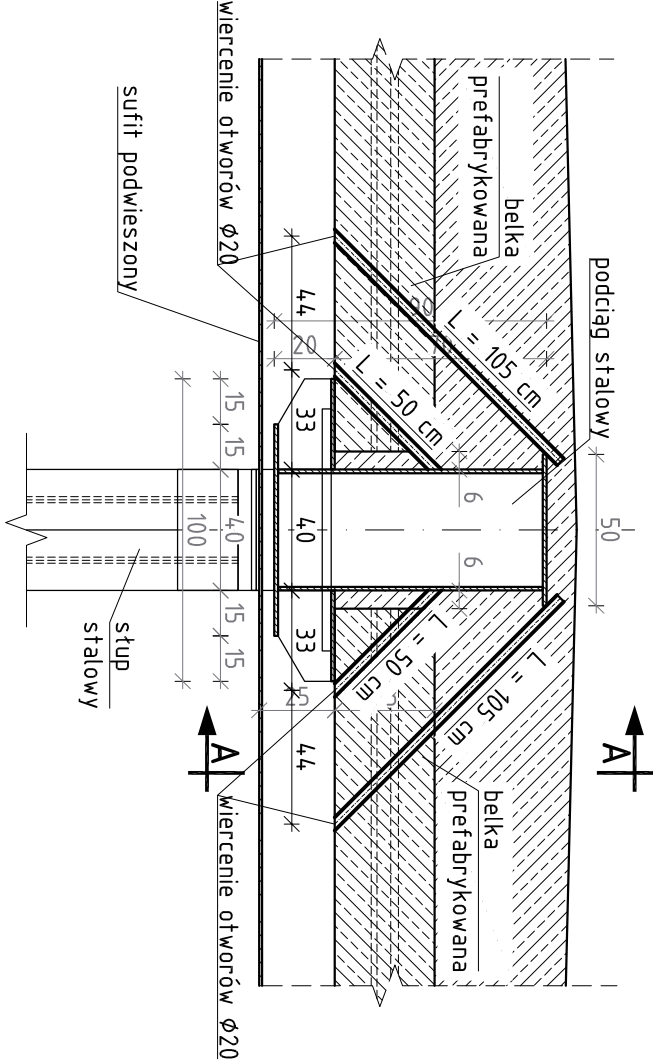 podciąg stalowy
50
A
A
belka
prefabrykowana
belka
prefabrykowana
L = 105 cm
L = 105 cm
L = 50 cm
L = 50 cm
6
6
20
25
44
33
40
33
44
15
15
40
15
15
100
wiercenie otworów Ø20
wiercenie otworów Ø20
sufit podwieszony
słup
stalowy